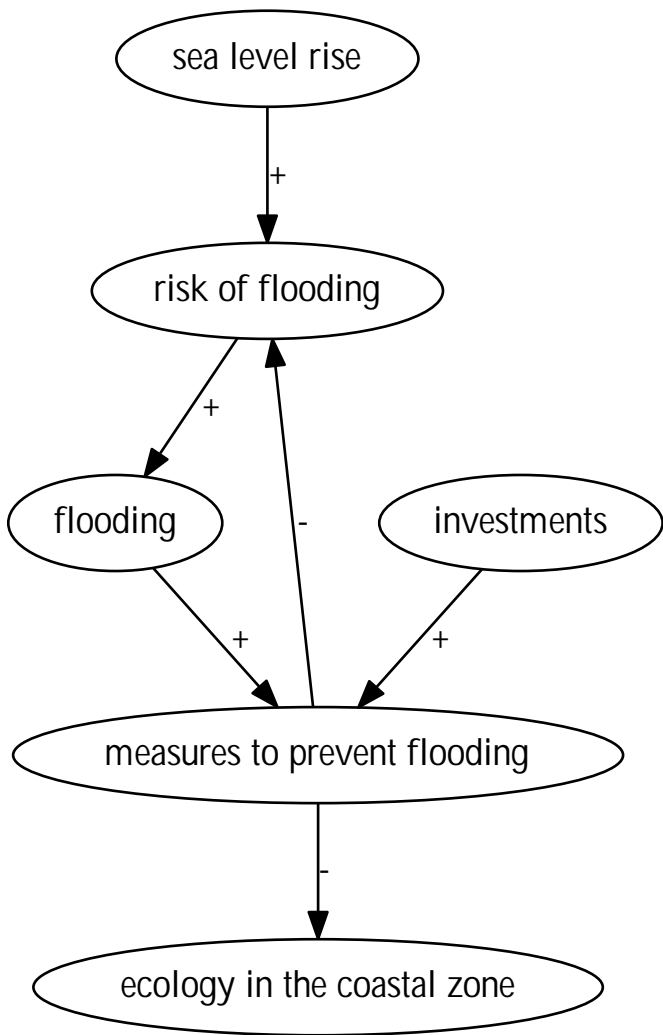 sea level rise
+
risk of flooding
+
flooding
-
investments
+
+
measures to prevent flooding
-
ecology in the coastal zone